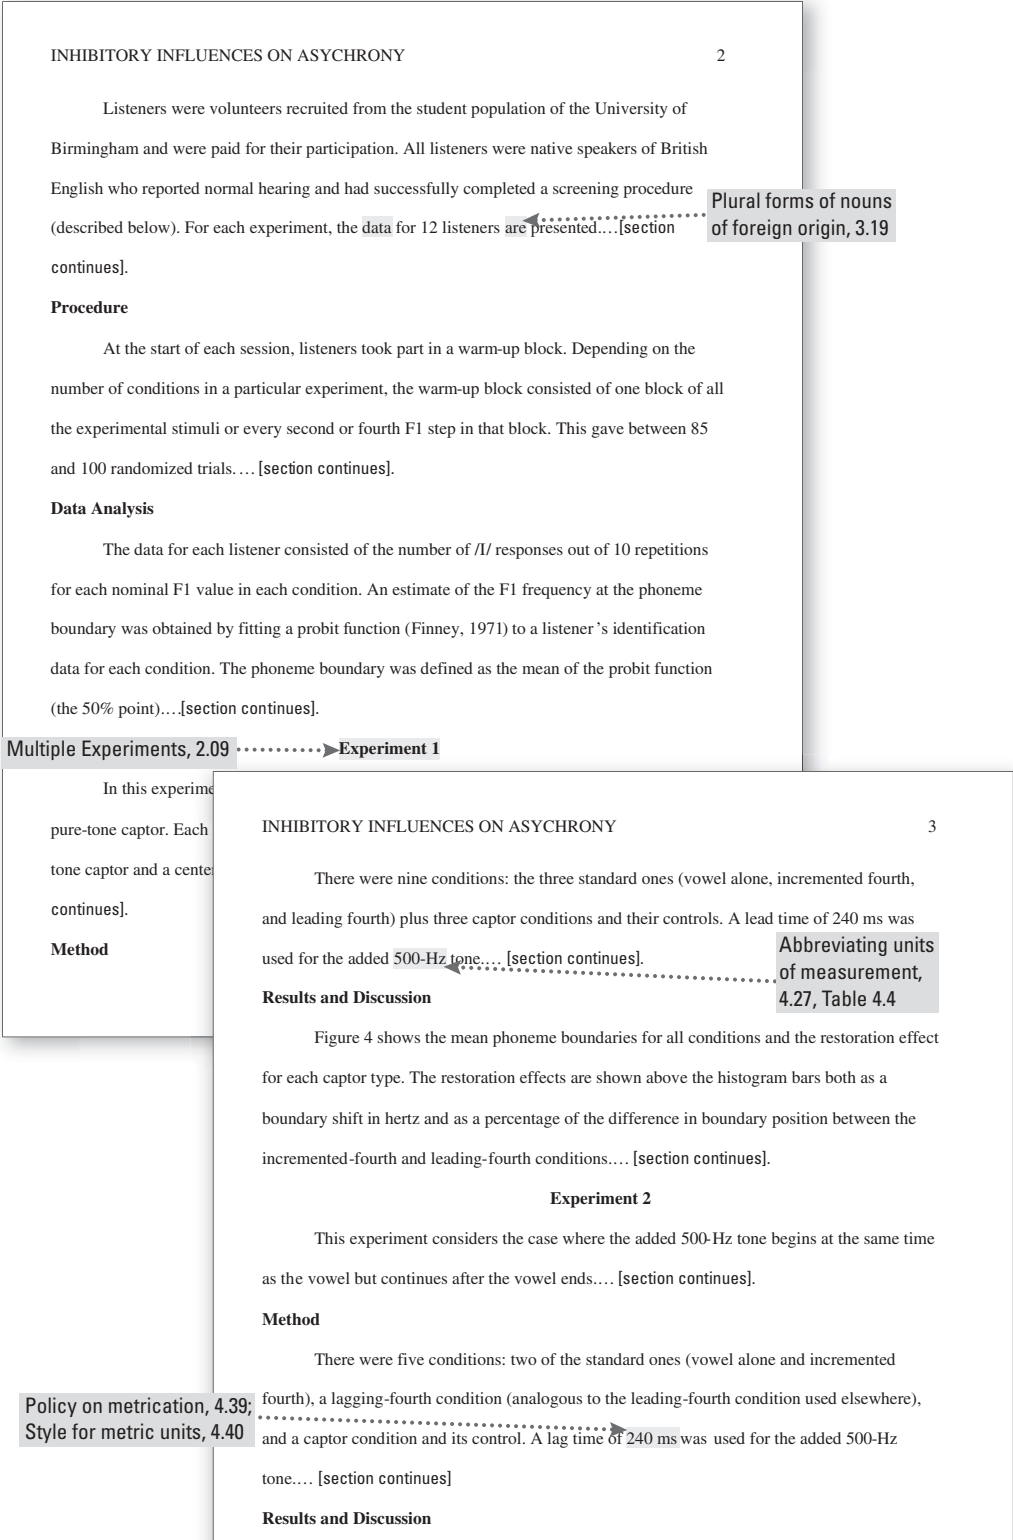 INHIBITORY INFLUENCES ON ASYCHRONY 2
Listeners were volunteers recruited from the student population of the University of
Birmingham and were paid for their participation. All listeners were native speakers of British
English who reported normal hearing and had successfully completed a screening procedure
(described below). For each experiment, the data for 12 listeners are presented.…[section
continues].
Plural forms of nouns
of foreign origin, 3.19
Procedure
At the start of each session, listeners took part in a warm-up block. Depending on the
number of conditions in a particular experiment, the warm-up block consisted of one block of all
the experimental stimuli or every second or fourth F1 step in that block. This gave between 85
and 100 randomized trials.… [section continues].
Data Analysis
The data for each listener consisted of the number of /I/ responses out of 10 repetitions
for each nominal F1 value in each condition. An estimate of the F1 frequency at the phoneme
boundary was obtained by fitting a probit function (Finney, 1971) to a listener's identification
data for each condition. The phoneme boundary was defined as the mean of the probit function
(the 50% point).…[section continues].
Multiple Experiments, 2.09
Experiment 1
In this experime
pure-tone captor. Each
tone captor and a cente
continues].
Method
INHIBITORY INFLUENCES ON ASYCHRONY 3
There were nine conditions: the three standard ones (vowel alone, incremented fourth,
and leading fourth) plus three captor conditions and their controls. A lead time of 240 ms was
used for the added 500-Hz tone.… [section continues].
Abbreviating units
of measurement,
4.27, Table 4.4
Results and Discussion
Figure 4 shows the mean phoneme boundaries for all conditions and the restoration effect
for each captor type. The restoration effects are shown above the histogram bars both as a
boundary shift in hertz and as a percentage of the difference in boundary position between the
incremented-fourth and leading-fourth conditions.… [section continues].
Experiment 2
This experiment considers the case where the added 500-Hz tone begins at the same time
as the vowel but continues after the vowel ends.… [section continues].
Method
There were five conditions: two of the standard ones (vowel alone and incremented
fourth), a lagging-fourth condition (analogous to the leading-fourth condition used elsewhere),
and a captor condition and its control. A lag time of 240 ms was used for the added 500-Hz
tone.… [section continues]
Policy on metrication, 4.39;
Style for metric units, 4.40
Results and Discussion